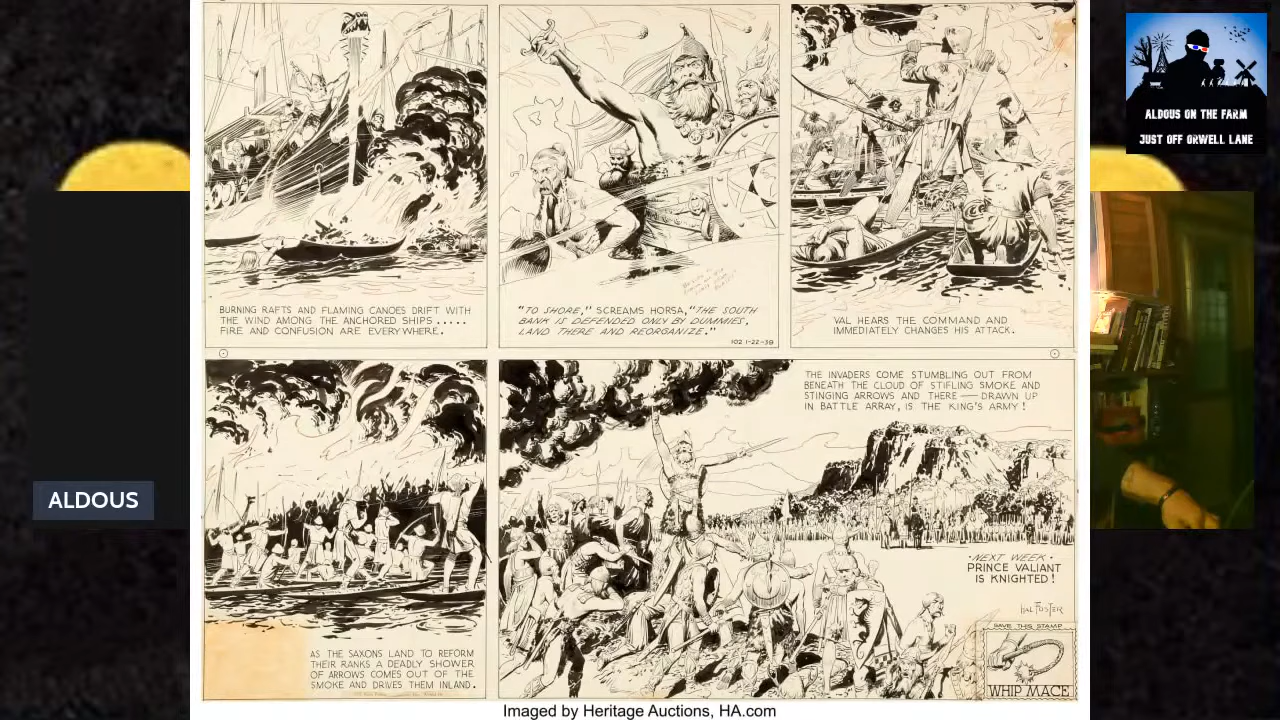 BURNING RAFTS AND FLAMING CANOES DRIFT WITH
THE WIND AMONG THE ANCHORED SHIPS .....
FIRE AND CONFUSION ARE EVERYWHERE.
"TO SHORE," SCREAMS HORSA, "THE SOUTH
BANK IS DEFENDED ONLY BY DUMMIES,
LAND THERE AND REORGANIZE."
102 1-22-39
VAL HEARS THE COMMAND AND
IMMEDIATELY CHANGES HIS ATTACK.
AS THE SAXONS LAND TO REFORM
THEIR RANKS A DEADLY SHOWER
OF ARROWS COMES OUT OF THE
SMOKE AND DRIVES THEM INLAND.
THE INVADERS COME STUMBLING OUT FROM
BENEATH THE CLOUD OF STIFLING SMOKE AND
STINGING ARROWS AND THERE — DRAWN UP
IN BATTLE ARRAY, IS THE KING'S ARMY!
·NEXT WEEK·
PRINCE VALIANT
IS KNIGHTED!
HAL FOSTER
SAVE THIS STAMP
WHIP MACE
Imaged by Heritage Auctions, HA.com
ALDOUS
ALDOUS ON THE FARM
JUST OFF ORWELL LANE